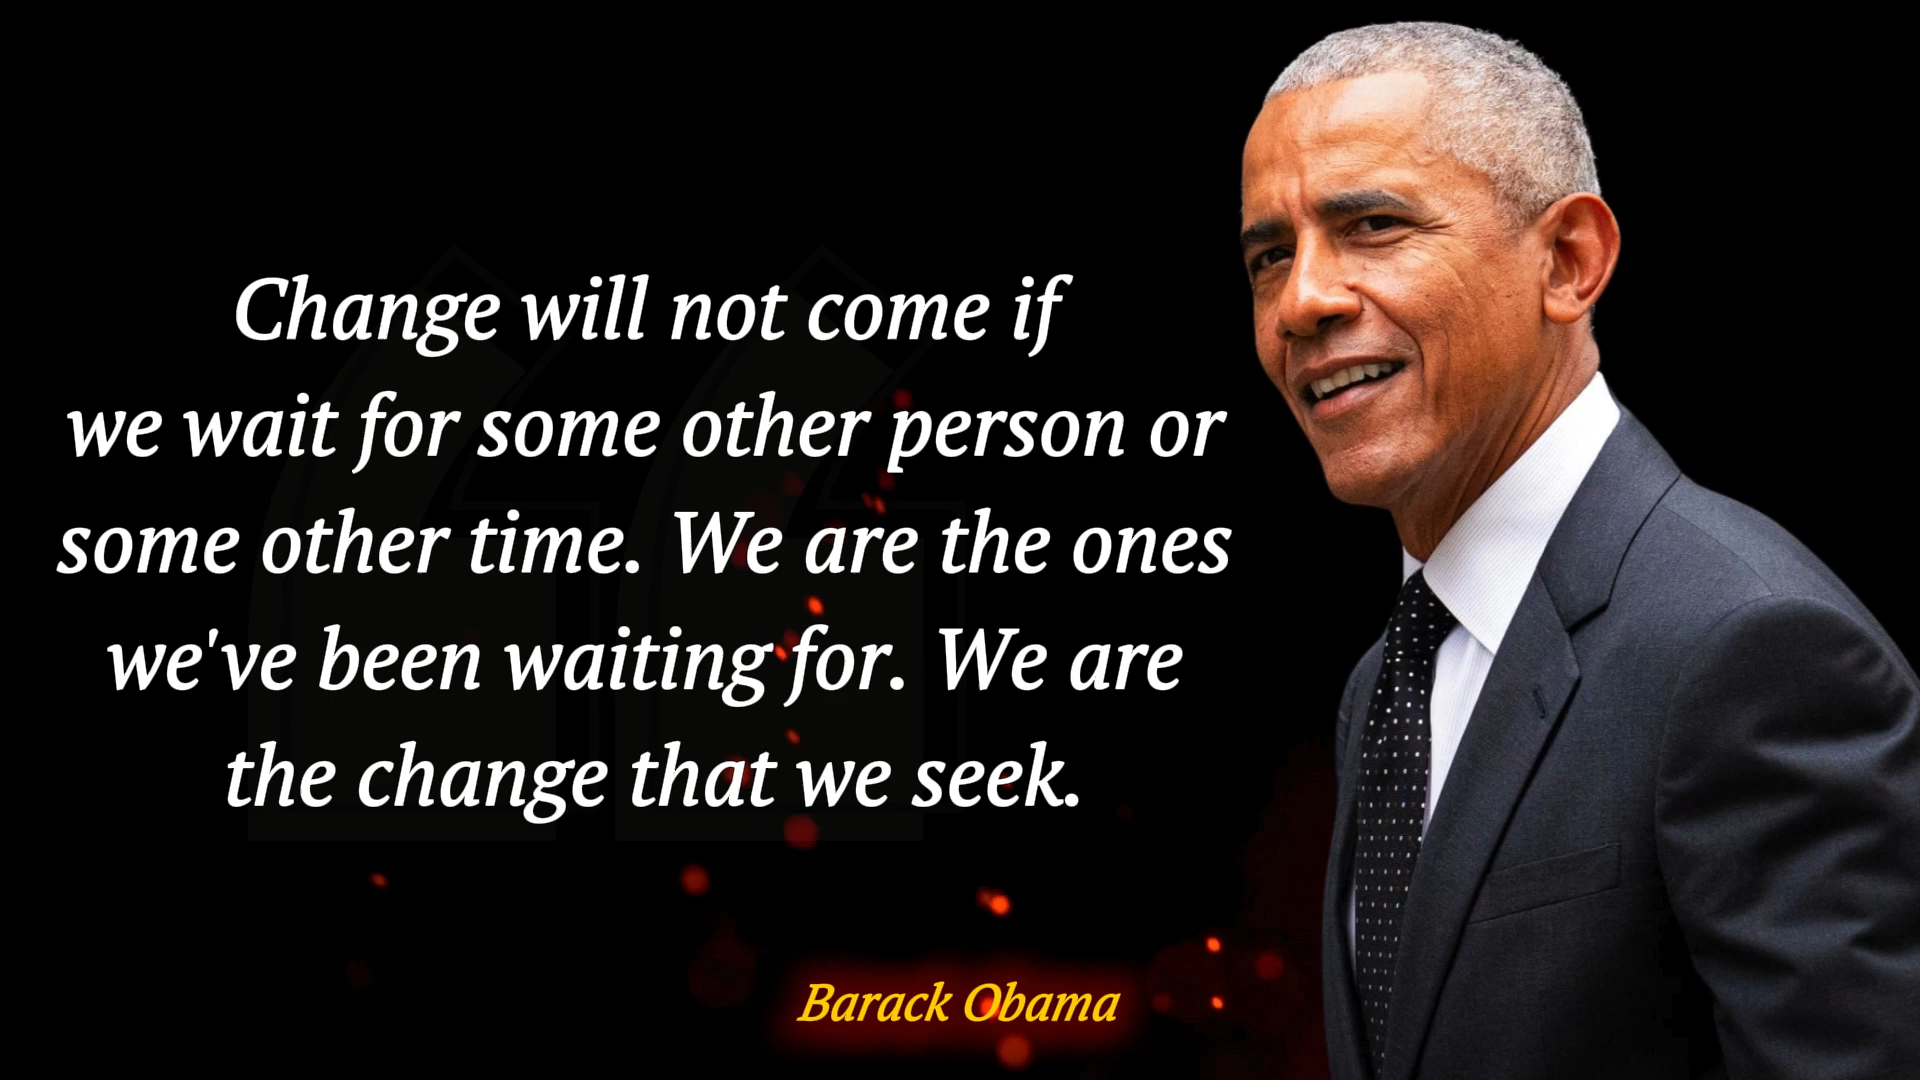 Change will not come if
we wait for some other person or
some other time. We are the ones
we've been waiting for. We are
the change that we seek.
Barack Obama